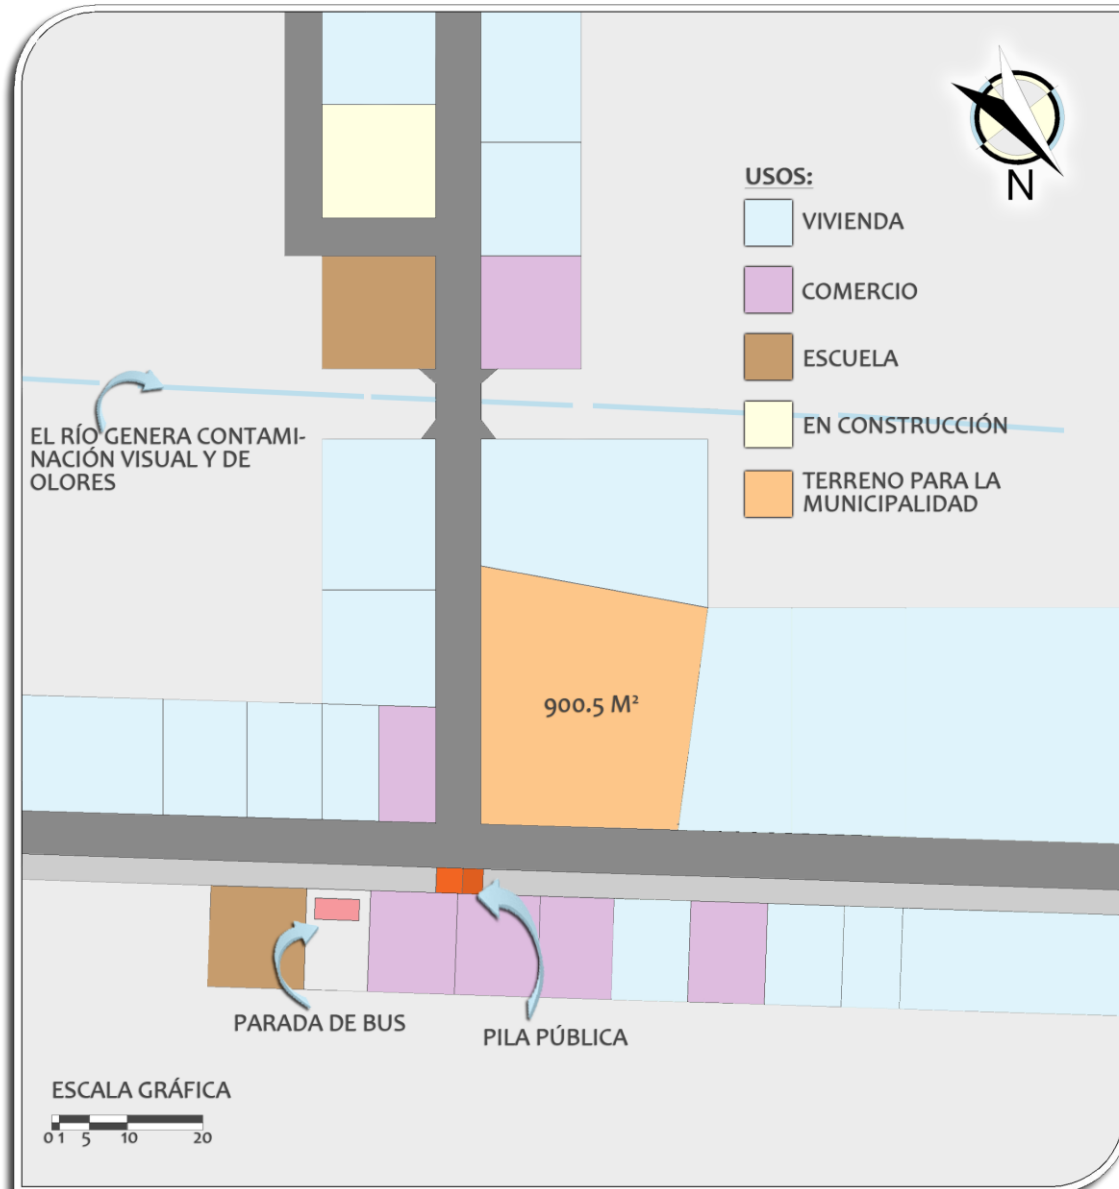 N
USOS:
VIVIENDA
COMERCIO
ESCUELA
EN CONSTRUCCIÓN
TERRENO PARA LA
MUNICIPALIDAD
EL RÍO GENERA CONTAMI-
NACIÓN VISUAL Y DE
OLORES
900.5 M²
PARADA DE BUS
PILA PÚBLICA
ESCALA GRÁFICA
0 1 5 10 20